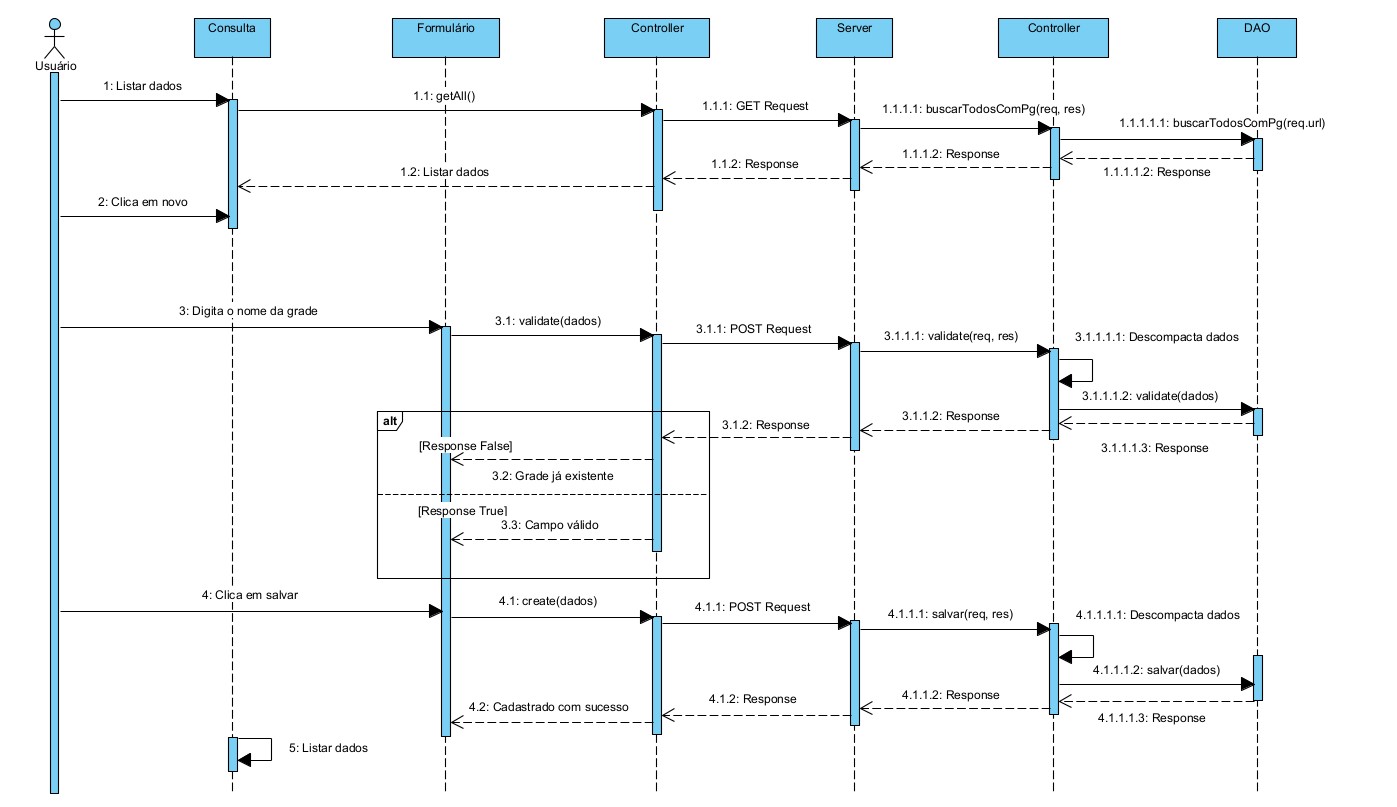 Consulta
Formulário
Controller
Server
Controller
DAO
Usuário
1: Listar dados
1.1: getAll()
1.1.1: GET Request
1.1.1.1: buscarTodosComPg(req, res)
1.1.1.1.1: buscarTodosComPg(req.url)
1.1.1.2: Response
1.1.2: Response
1.2: Listar dados
1.1.1.1.2: Response
2: Clica em novo
3: Digita o nome da grade
3.1: validate(dados)
3.1.1: POST Request
3.1.1.1: validate(req, res)
3.1.1.1.1: Descompacta dados
3.1.1.1.2: validate(dados)
alt
3.1.2: Response
3.1.1.2: Response
[Response False]
3.1.1.1.3: Response
3.2: Grade já existente
[Response True]
3.3: Campo válido
4: Clica em salvar
4.1: create(dados)
4.1.1: POST Request
4.1.1.1: salvar(req, res)
4.1.1.1.1: Descompacta dados
4.1.1.1.2: salvar(dados)
4.2: Cadastrado com sucesso
4.1.2: Response
4.1.1.2: Response
4.1.1.1.3: Response
5: Listar dados